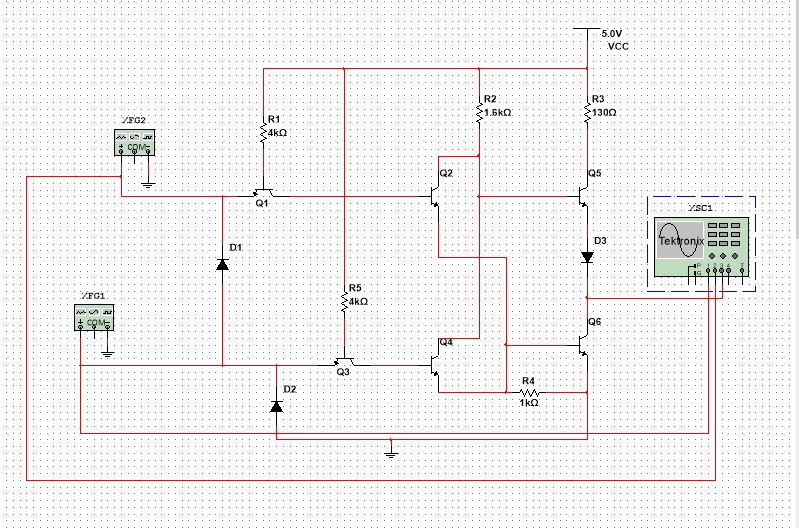 5.0V
VCC
R1
4kΩ
R2
1.6kΩ
R3
130Ω
XFG2
+ COM −
Q2
Q5
Q1
XSC1
Tektronix
D1
D3
R5
4kΩ
XFG1
+ COM −
Q6
Q4
Q3
R4
1kΩ
D2